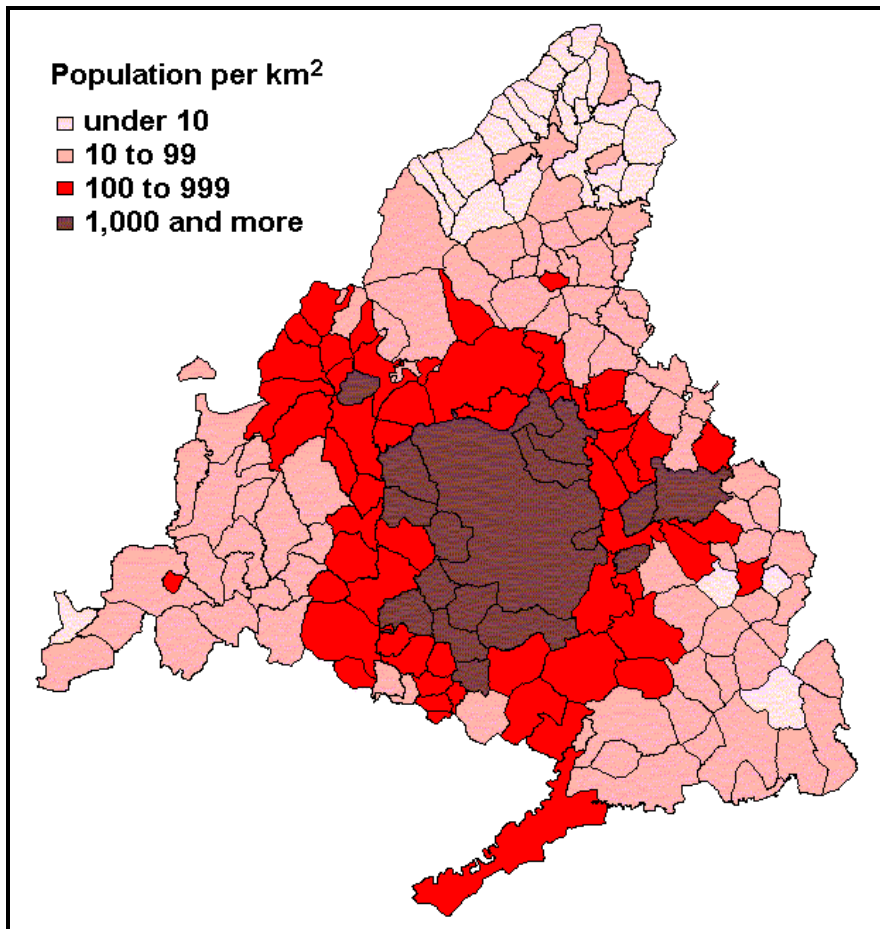 Population per km²
under 10
10 to 99
100 to 999
1,000 and more